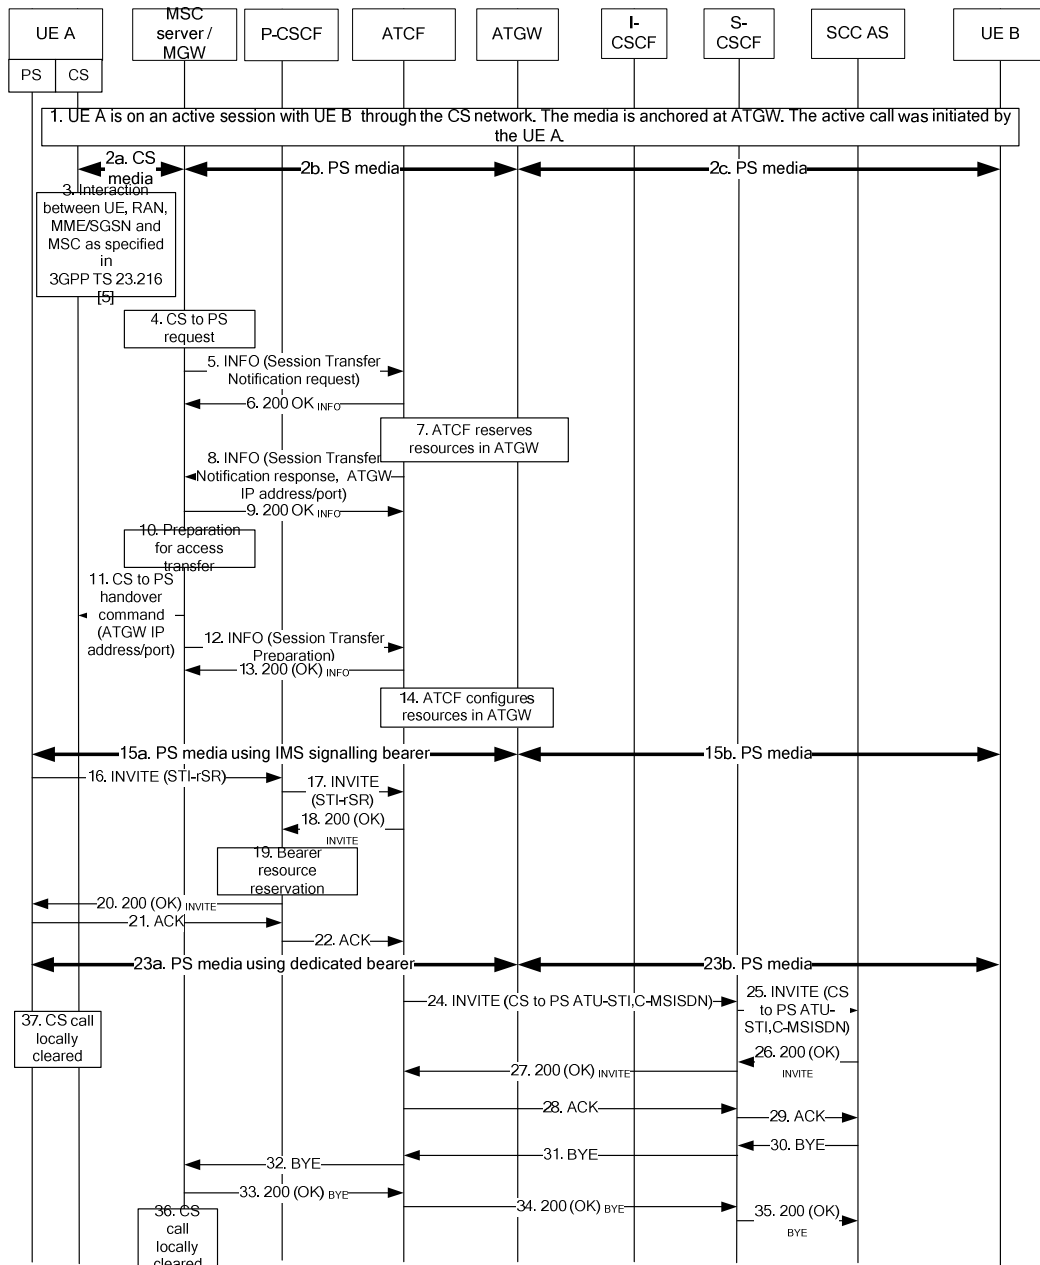 UE A
MSC
server /
MGW
P-CSCF
ATCF
ATGW
I-
CSCF
S-
CSCF
SCC AS
UE B
PS
CS
1. UE A is on an active session with UE B through the CS network. The media is anchored at ATGW. The active call was initiated by
the UE A.
2a. CS
media
2b. PS media
2c. PS media
3. Interaction
between UE, RAN,
MME/SGSN and
MSC as specified
in
3GPP TS 23.216
[5]
4. CS to PS
request
5. INFO (Session Transfer
Notification request)
6. 200 OK INFO
7. ATCF reserves
resources in ATGW
8. INFO (Session Transfer
Notification response, ATGW
IP address/port)
9. 200 OK INFO
10. Preparation
for access
transfer
11. CS to PS
handover
command
(ATGW IP
address/port)
12. INFO (Session Transfer
Preparation)
13. 200 (OK) INFO
14. ATCF configures
resources in ATGW
15a. PS media using IMS signalling bearer
15b. PS media
16. INVITE (STI-rSR)
17. INVITE
(STI-rSR)
18. 200 (OK)
INVITE
19. Bearer
resource
reservation
20. 200 (OK) INVITE
21. ACK
22. ACK
23a. PS media using dedicated bearer
23b. PS media
24. INVITE (CS to PS ATU-STI,C-MSISDN)
25. INVITE (CS
to PS ATU-
STI,C-MSISDN)
37. CS call
locally
cleared
26. 200 (OK)
INVITE
27. 200 (OK) INVITE
28. ACK
29. ACK
30. BYE
31. BYE
32. BYE
33. 200 (OK) BYE
34. 200 (OK) BYE
35. 200 (OK)
BYE
36. CS
call
locally
cleared